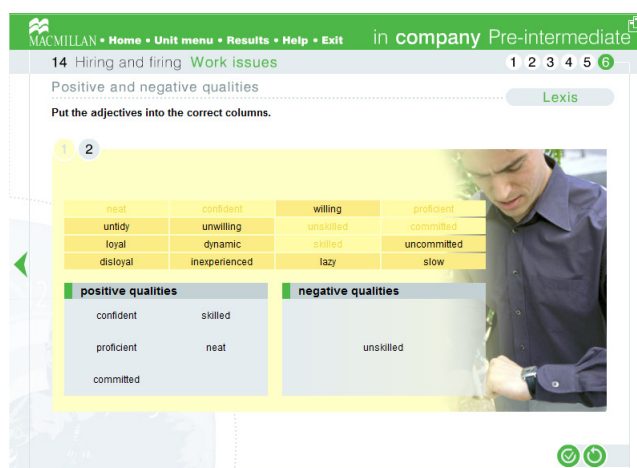 MACMILLAN • Home • Unit menu • Results • Help • Exit in company Pre-intermediate
14 Hiring and firing Work issues 1 2 3 4 5 6
Positive and negative qualities
Lexis
Put the adjectives into the correct columns.
1 2
neat confident willing proficient
untidy unwilling unskilled committed
loyal dynamic skilled uncommitted
disloyal inexperienced lazy slow
positive qualities negative qualities
confident skilled
proficient neat unskilled
committed